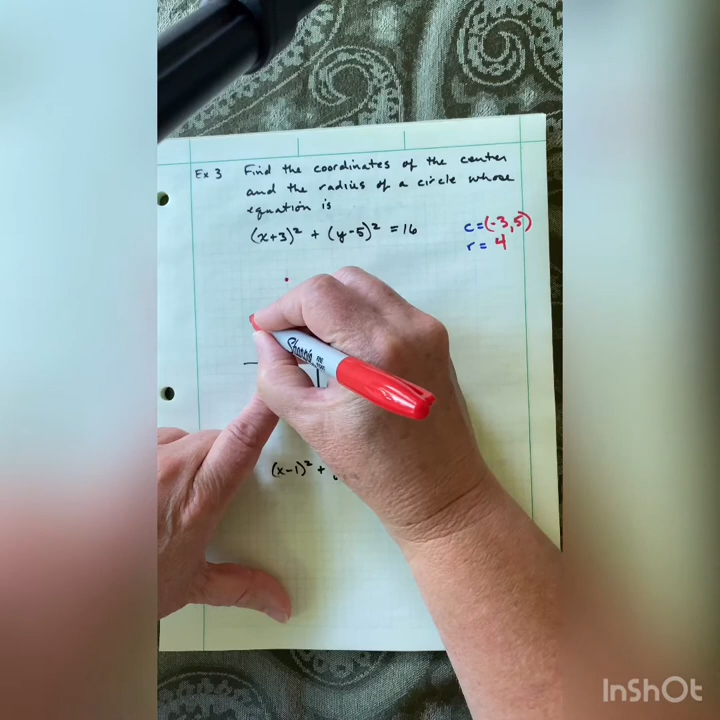 Ex 3 Find the coordinates of the center
and the radius of a circle whose
equation is
(x+3)² + (y-5)² = 16
c = (-3,5)
r = 4
Sharpie
(x-1)² +
InShOt